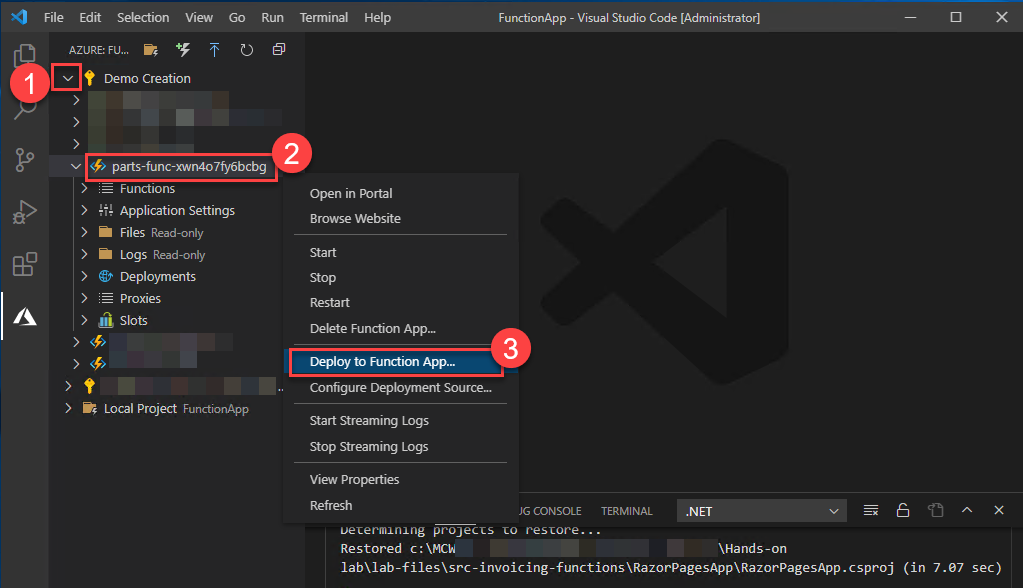 File Edit Selection View Go Run Terminal Help FunctionApp - Visual Studio Code [Administrator]
AZURE: FU...
1
Demo Creation
2
parts-func-xwn4o7fy6bcbg
Functions
Application Settings
Files Read-only
Logs Read-only
Deployments
Proxies
Slots
...
Local Project FunctionApp
Open in Portal
Browse Website
Start
Stop
Restart
Delete Function App...
3
Deploy to Function App...
Configure Deployment Source...
Start Streaming Logs
Stop Streaming Logs
View Properties
Refresh
UG CONSOLE TERMINAL .NET
Determining projects to restore...
Restored c:\MCW \Hands-on
lab\lab-files\src-invoicing-functions\RazorPagesApp\RazorPagesApp.csproj (in 7.07 sec)